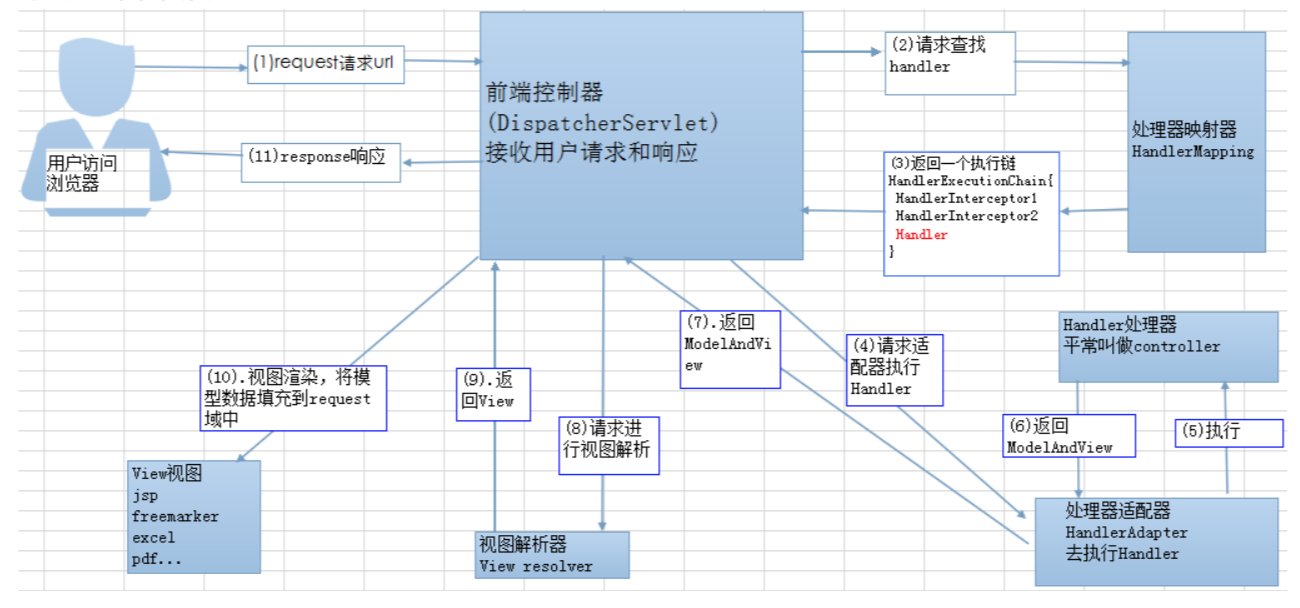 (1)request请求url
用户访问
浏览器
(11)response响应
前端控制器
(DispatcherServlet)
接收用户请求和响应
(2)请求查找
handler
处理器映射器
HandlerMapping
(3)返回一个执行链
HandlerExecutionChain{
HandlerInterceptor1
HandlerInterceptor2
Handler
}
(4)请求适
配器执行
Handler
Handler处理器
平常叫做controller
(5)执行
(6)返回
ModelAndView
处理器适配器
HandlerAdapter
去执行Handler
(7).返回
ModelAndVi
ew
(8)请求进
行视图解析
视图解析器
View resolver
(9).返
回View
(10).视图渲染，将模
型数据填充到request
域中
View视图
jsp
freemarker
excel
pdf...